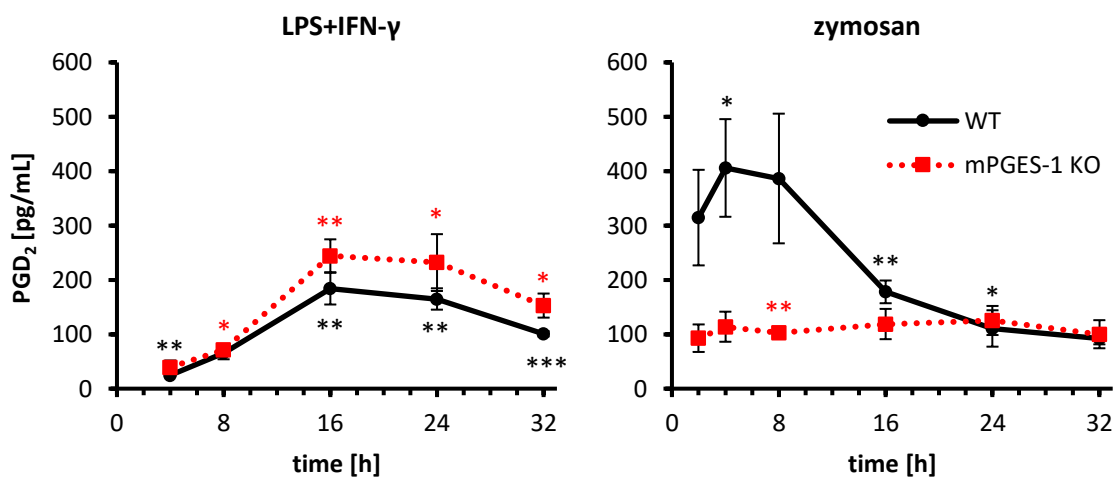 LPS+IFN-γ
600
500
400
300
200
100
0
PGD2 [pg/mL]
**
*
**
*
*
**
**
***
0 8 16 24 32
time [h]
zymosan
600
500
400
300
200
100
0
*
**
**
*
WT
mPGES-1 KO
0 8 16 24 32
time [h]